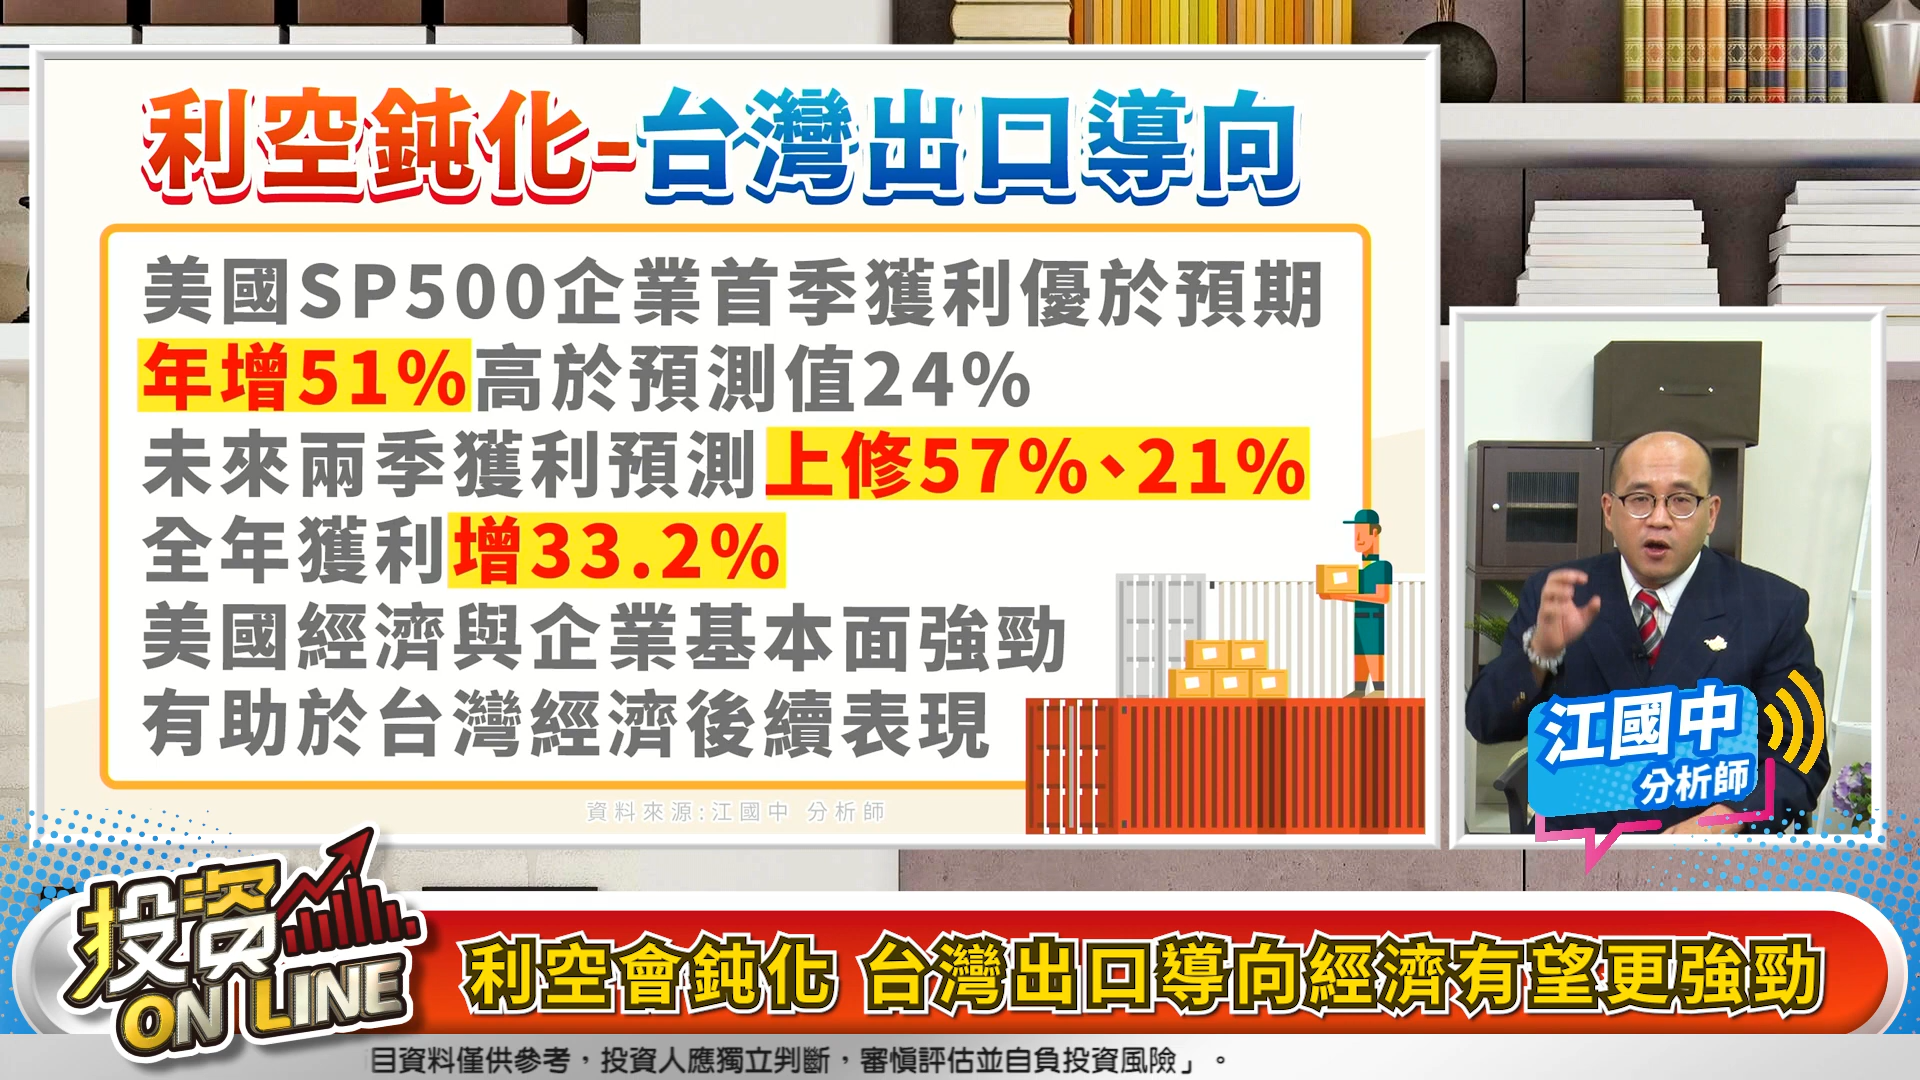 利空鈍化-台灣出口導向
美國SP500企業首季獲利優於預期
年增51%高於預測值24%
未來兩季獲利預測上修57%、21%
全年獲利增33.2%
美國經濟與企業基本面強勁
有助於台灣經濟後續表現
資料來源:江國中 分析師
江國中
分析師
投資
ON LINE
利空會鈍化 台灣出口導向經濟有望更強勁
目資料僅供參考,投資人應獨立判斷,審慎評估並自負投資風險」。